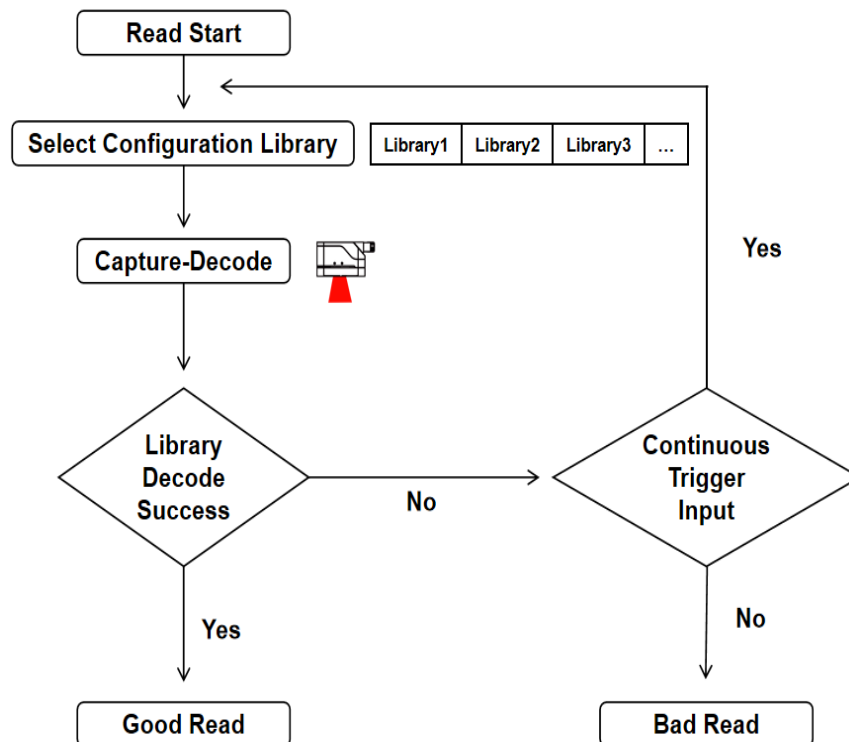 Read Start
Select Configuration Library
Library1 Library2 Library3 ...
Capture-Decode
Yes
Library
Decode
Success
No
Continuous
Trigger
Input
Yes
No
Good Read
Bad Read